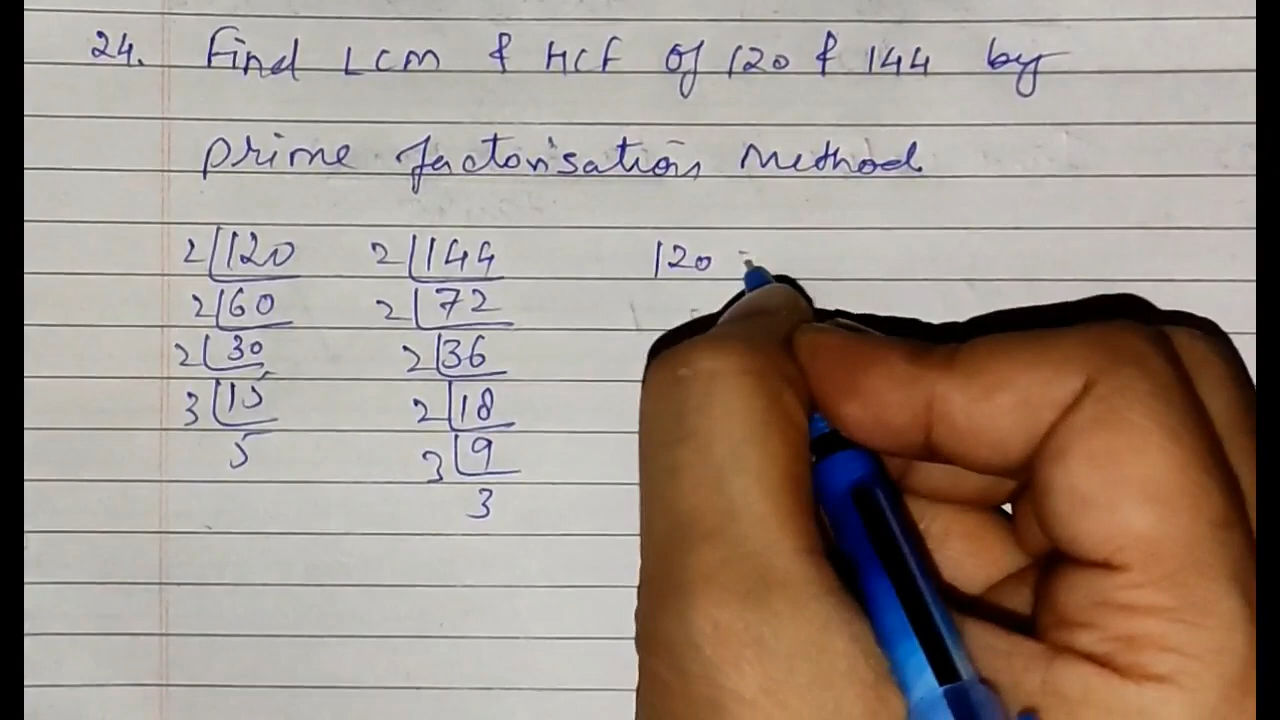 24. Find LCM & HCF of 120 & 144 by
prime factorisation Method
2 120 2 144 120 =
2 60 2 72
2 30 2 36
3 15 2 18
5 3 9
3